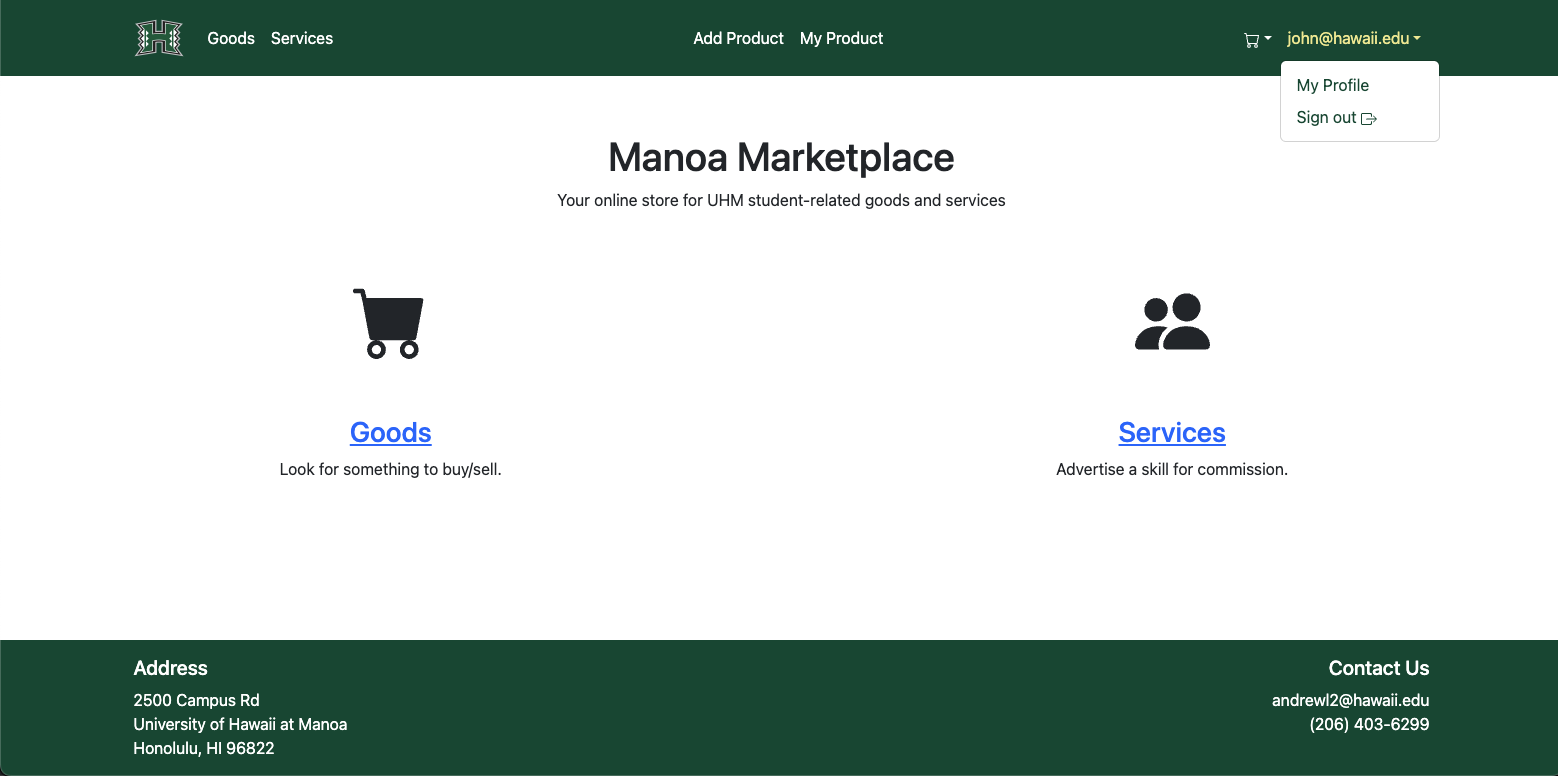 H
Goods Services Add Product My Product john@hawaii.edu
My Profile
Sign out
Manoa Marketplace
Your online store for UHM student-related goods and services
Goods
Look for something to buy/sell.
Services
Advertise a skill for commission.
Address
2500 Campus Rd
University of Hawaii at Manoa
Honolulu, HI 96822
Contact Us
andrewl2@hawaii.edu
(206) 403-6299